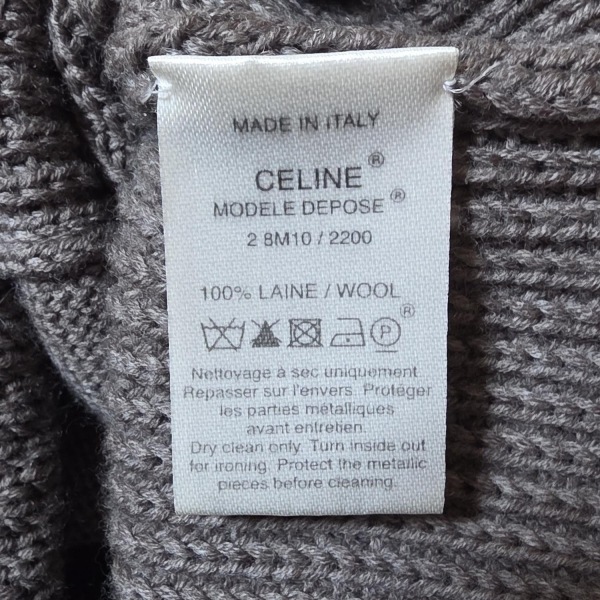 MADE IN ITALY
CELINE®
MODELE DEPOSE®
2 8M10 / 2200
100% LAINE / WOOL
P ®
Nettoyage à sec uniquement
Repasser sur l'envers. Protéger
les parties métalliques
avant entretien.
Dry clean only. Turn inside out
for ironing. Protect the metallic
pieces before cleaning.